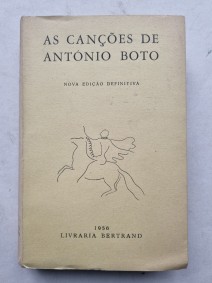 AS CANÇÕES DE
ANTÓNIO BOTO
NOVA EDIÇÃO DEFINITIVA
1956
LIVRARIA BERTRAND